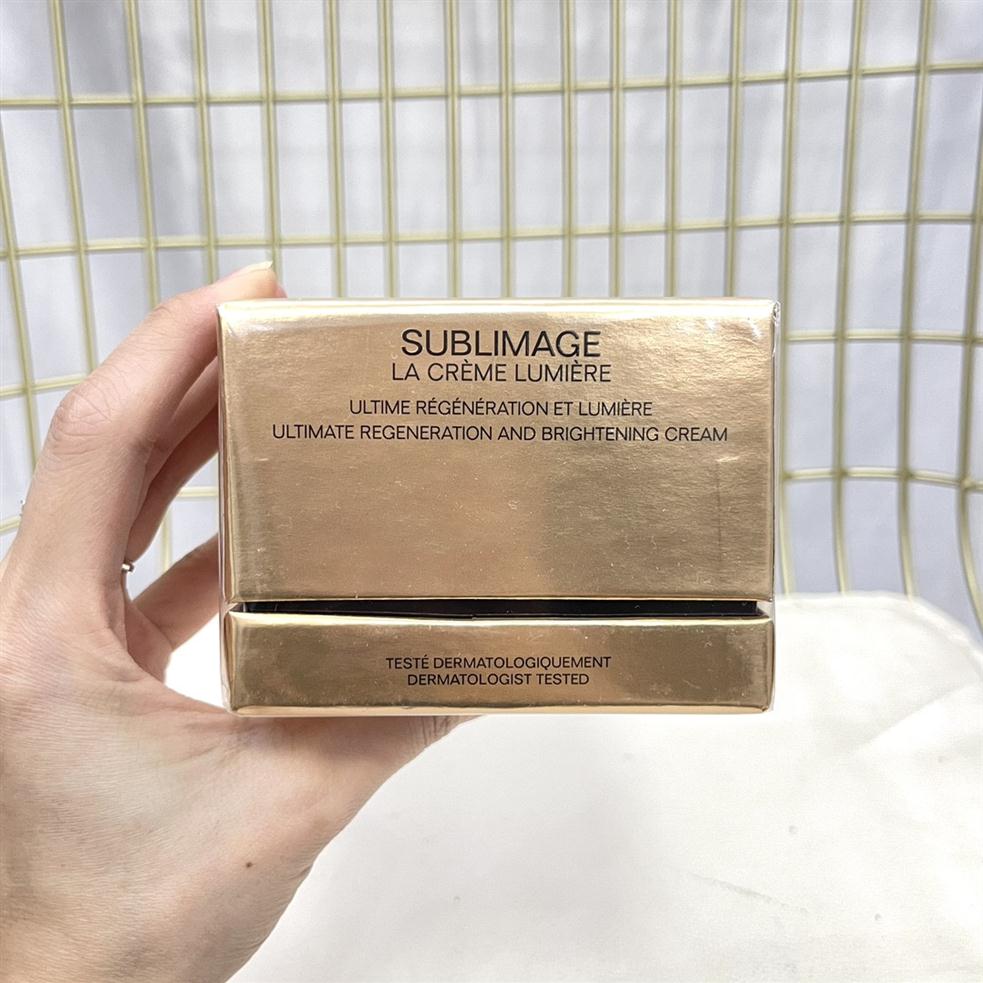 SUBLIMAGE
LA CRÈME LUMIÈRE
ULTIME RÉGÉNÉRATION ET LUMIÈRE
ULTIMATE REGENERATION AND BRIGHTENING CREAM
TESTÉ DERMATOLOGIQUEMENT
DERMATOLOGIST TESTED